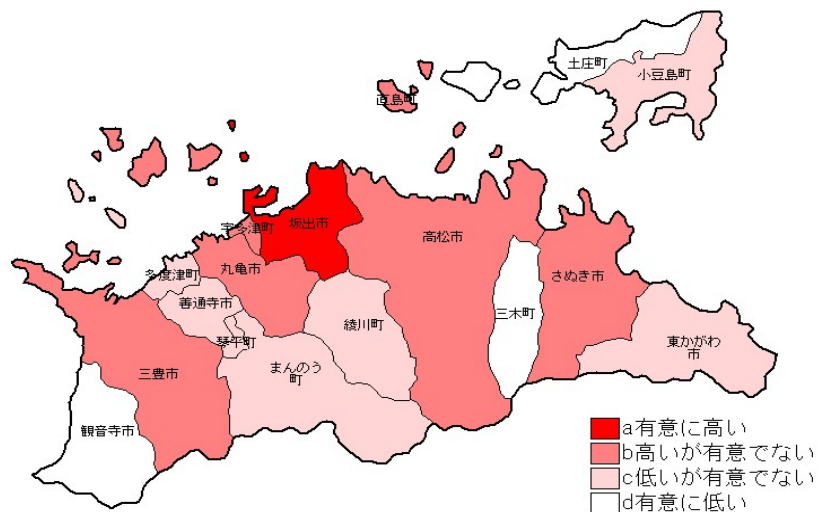 土庄町
小豆島町
直島町
宇多津町
坂出市
高松市
多度津町
丸亀市
さぬき市
善通寺市
綾川町
三木町
琴平町
東かがわ
市
三豊市
まんのう
町
観音寺市
a有意に高い
b高いが有意でない
c低いが有意でない
d有意に低い